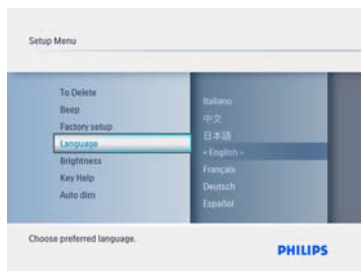 Setup Menu
To Delete
Beep
Factory setup
Language
Brightness
Key Help
Auto dim
Italiano
中文
日本語
< English >
Français
Deutsch
Español
Choose preferred language.
PHILIPS